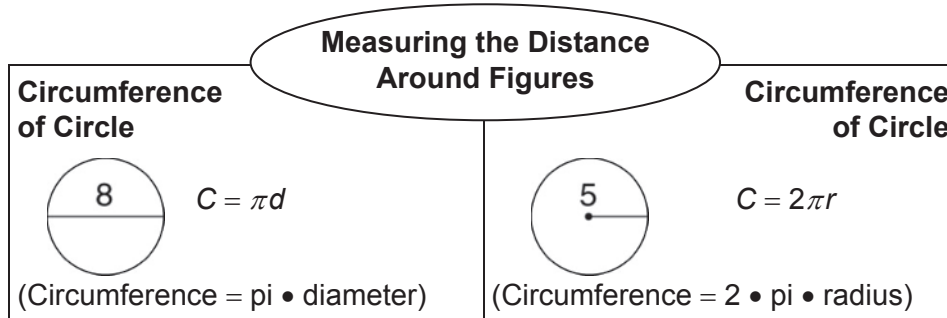 Measuring the Distance
Around Figures
Circumference
of Circle
8
C = πd
(Circumference = pi • diameter)
Circumference
of Circle
5
C = 2πr
(Circumference = 2 • pi • radius)